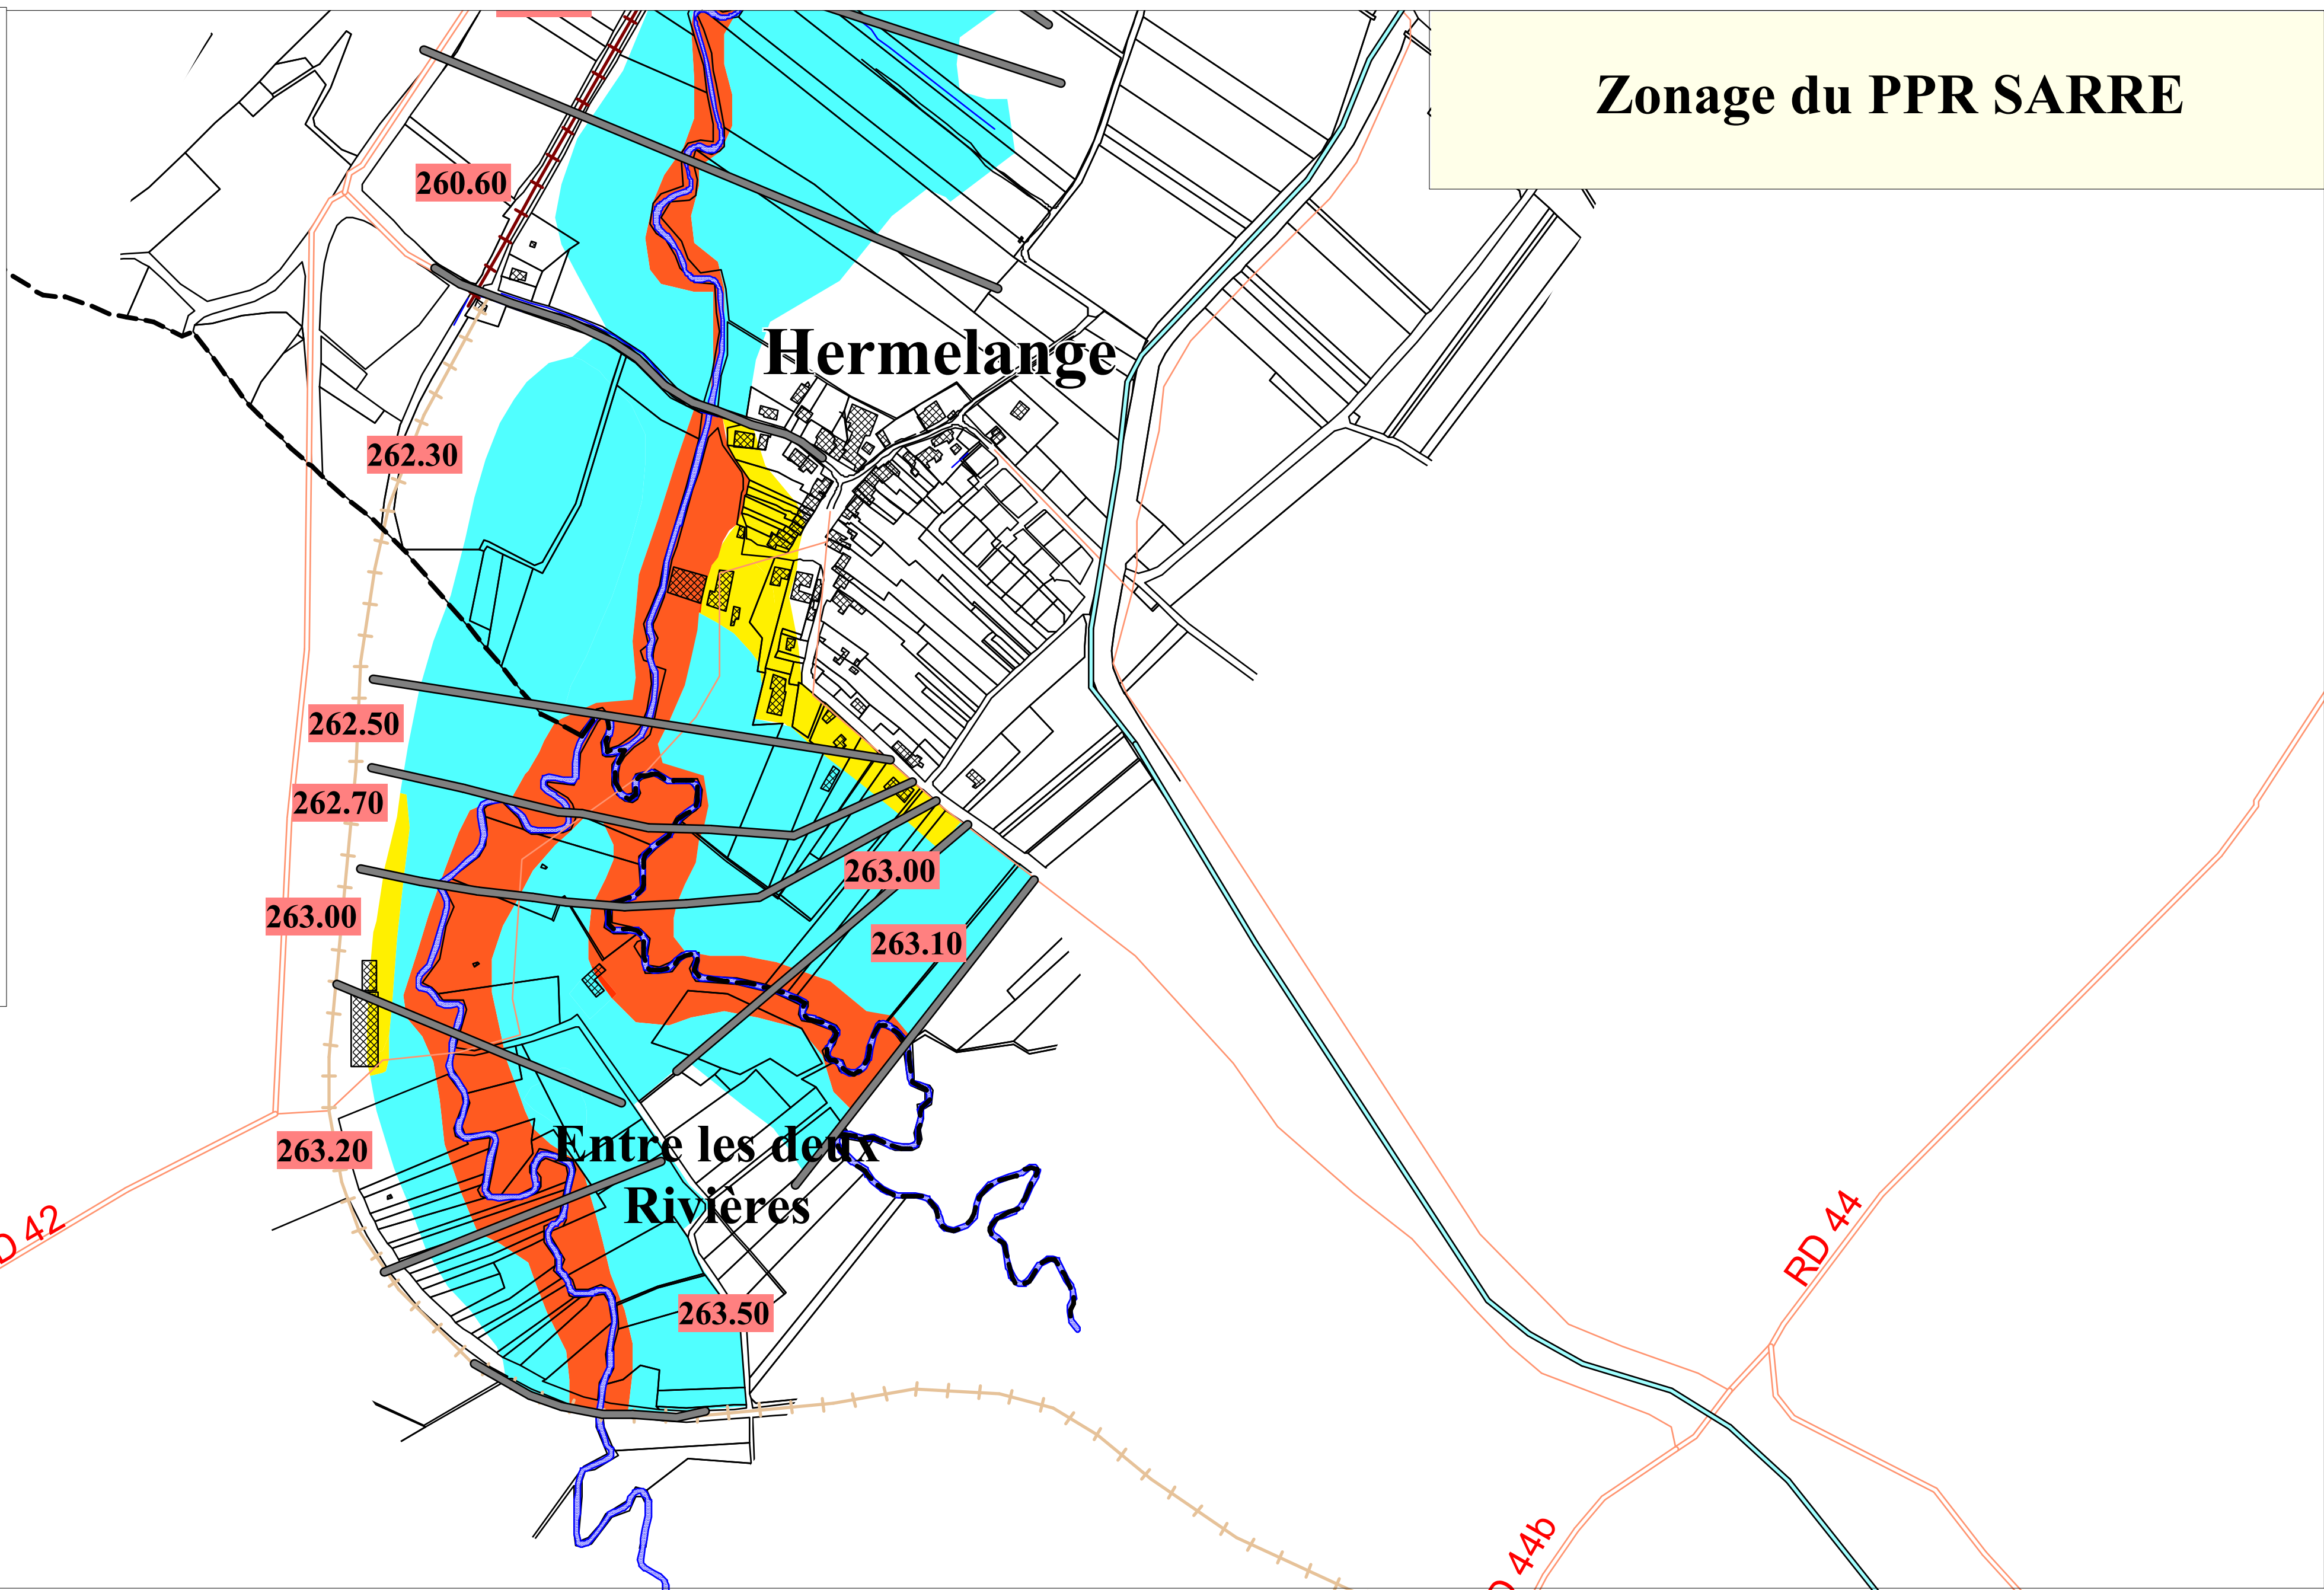 Zonage du PPR SARRE
260.60
Hermelange
262.30
262.50
262.70
263.00
263.00
263.10
263.20
Entre les deux
Rivières
263.50
D 42
RD 44
D 44b